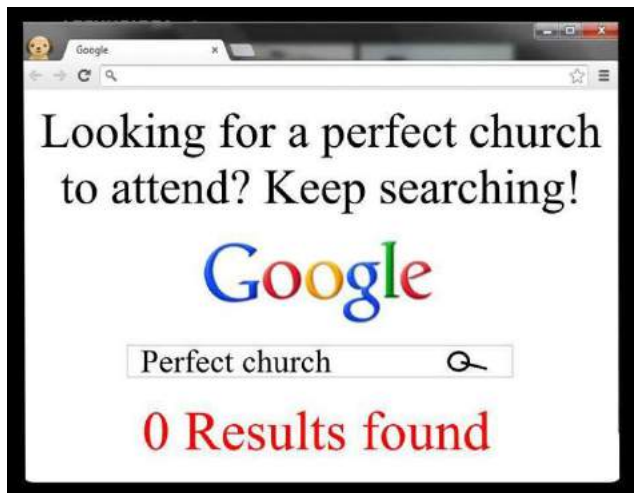 Google
Looking for a perfect church
to attend? Keep searching!
Google
Perfect church
0 Results found